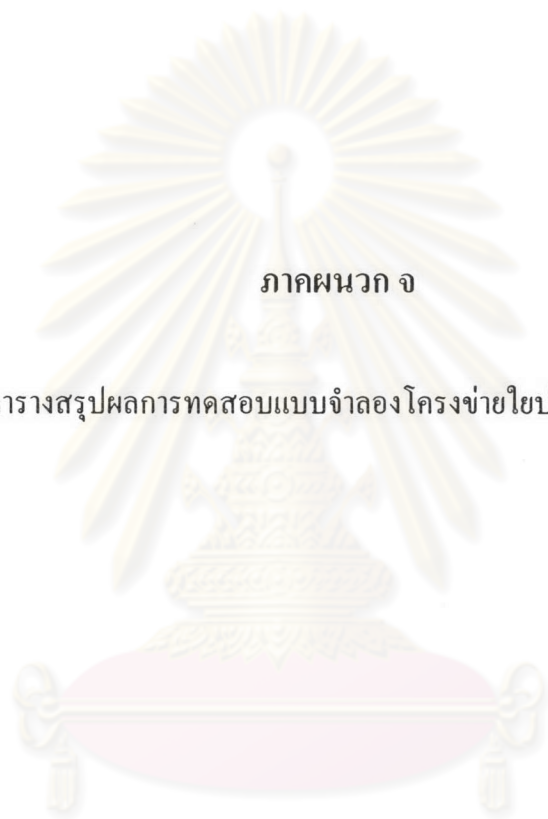 ภาคผนวก จ
ารางสรุปผลการทดสอบแบบจำลองโครงข่ายใยป